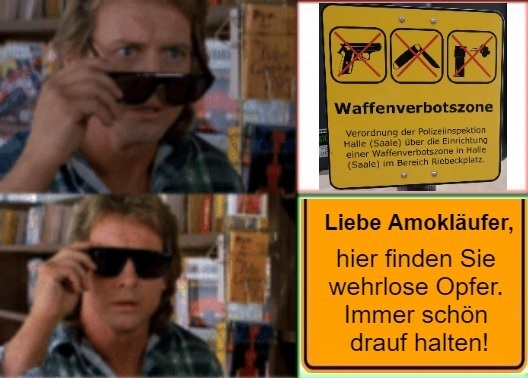 Waffenverbotszone
Verordnung der Polizeiinspektion
Halle (Saale) über die Einrichtung
einer Waffenverbotszone in Halle
(Saale) im Bereich Riebeckplatz.
Liebe Amokläufer,
hier finden Sie
wehrlose Opfer.
Immer schön
drauf halten!